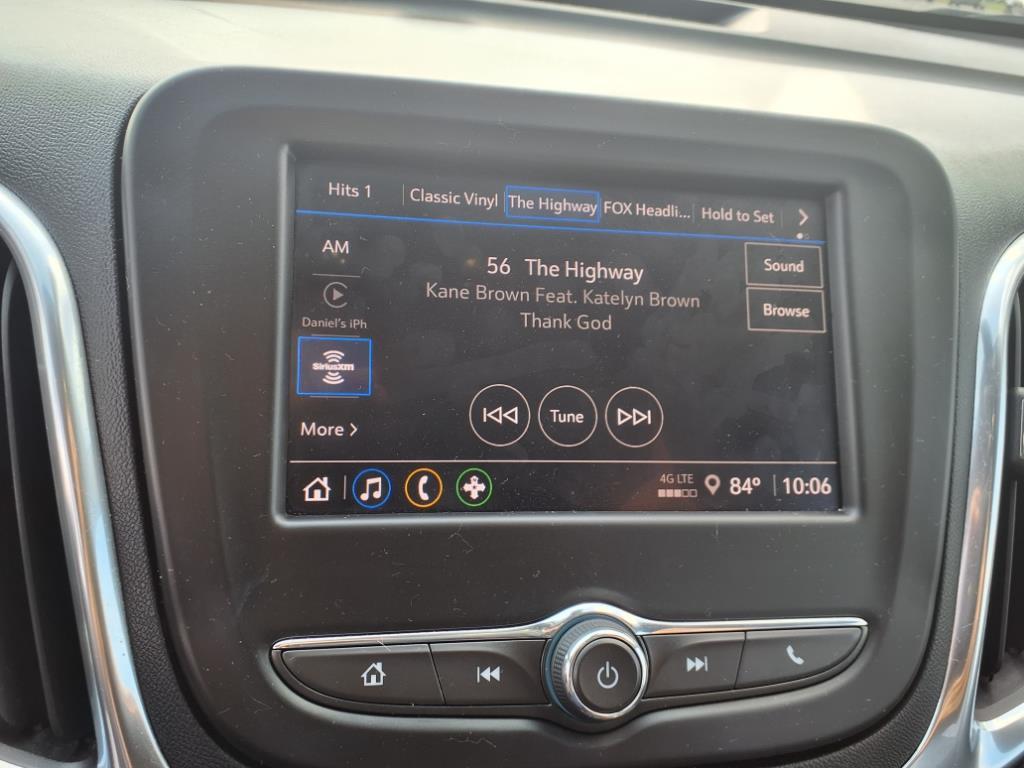 Hits 1
Classic Vinyl
The Highway
FOX Headli...
Hold to Set
AM
56 The Highway
Sound
Kane Brown Feat. Katelyn Brown
Browse
Daniel's iPh
Thank God
SiriusXM
Tune
More
4G LTE
84º
10:06